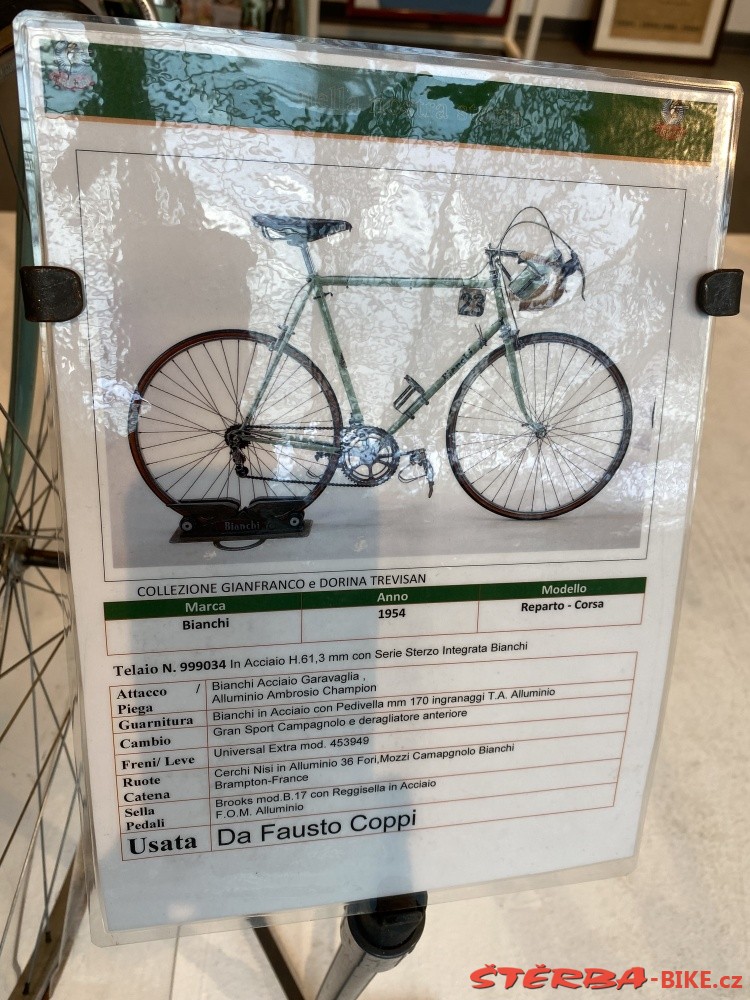 Bianchi
Bianchi
COLLEZIONE GIANFRANCO e DORINA TREVISAN
Marca Anno Modello
Bianchi 1954 Reparto - Corsa
Telaio N. 999034 In Acciaio H.61,3 mm con Serie Sterzo Integrata Bianchi
Attacco / Bianchi Acciaio Garavaglia ,
Piega Alluminio Ambrosio Champion
Guarnitura Bianchi in Acciaio con Pedivella mm 170 ingranaggi T.A. Alluminio
Cambio Gran Sport Campagnolo e deragliatore anteriore
Freni/ Leve Universal Extra mod. 453949
Ruote Cerchi Nisi in Alluminio 36 Fori,Mozzi Camapgnolo Bianchi
Catena Brampton-France
Sella Brooks mod.B.17 con Reggisella in Acciaio
Pedali F.O.M. Alluminio
Usata Da Fausto Coppi
ŠTĚRBA-BIKE.cz